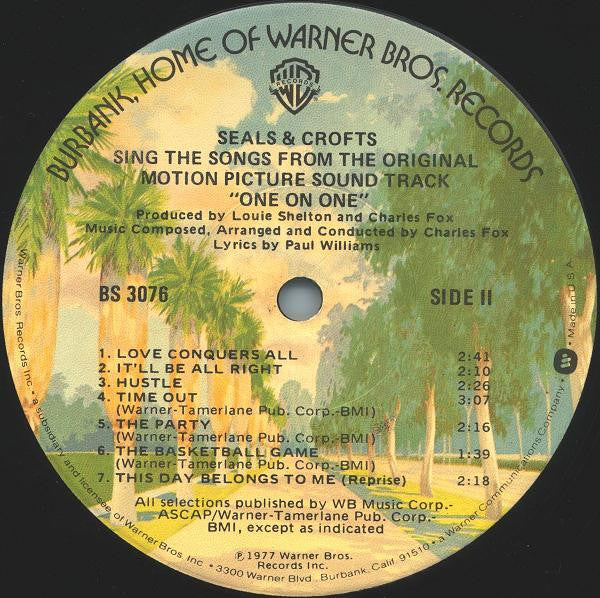 BURBANK, HOME OF WARNER BROS. RECORDS
WB
RECORDS
SEALS & CROFTS
SING THE SONGS FROM THE ORIGINAL
MOTION PICTURE SOUND TRACK
"ONE ON ONE"
Produced by Louie Shelton and Charles Fox
Music Composed, Arranged and Conducted by Charles Fox
Lyrics by Paul Williams
BS 3076 SIDE II
1. LOVE CONQUERS ALL 2:41
2. IT'LL BE ALL RIGHT 2:10
3. HUSTLE 2:26
4. TIME OUT 3:07
(Warner-Tamerlane Pub. Corp.-BMI)
5. THE PARTY 2:16
(Warner-Tamerlane Pub. Corp.-BMI)
6. THE BASKETBALL GAME 1:39
(Warner-Tamerlane Pub. Corp.-BMI)
7. THIS DAY BELONGS TO ME (Reprise) 2:18
All selections published by WB Music Corp.-
ASCAP/Warner-Tamerlane Pub. Corp.-
BMI, except as indicated
℗1977 Warner Bros.
Records Inc.
Warner Bros. Records Inc. • a subsidiary and licensee of Warner Bros. Inc. • 3300 Warner Blvd., Burbank, Calif. 91510 • a Warner Communications Company • Made in U.S.A.